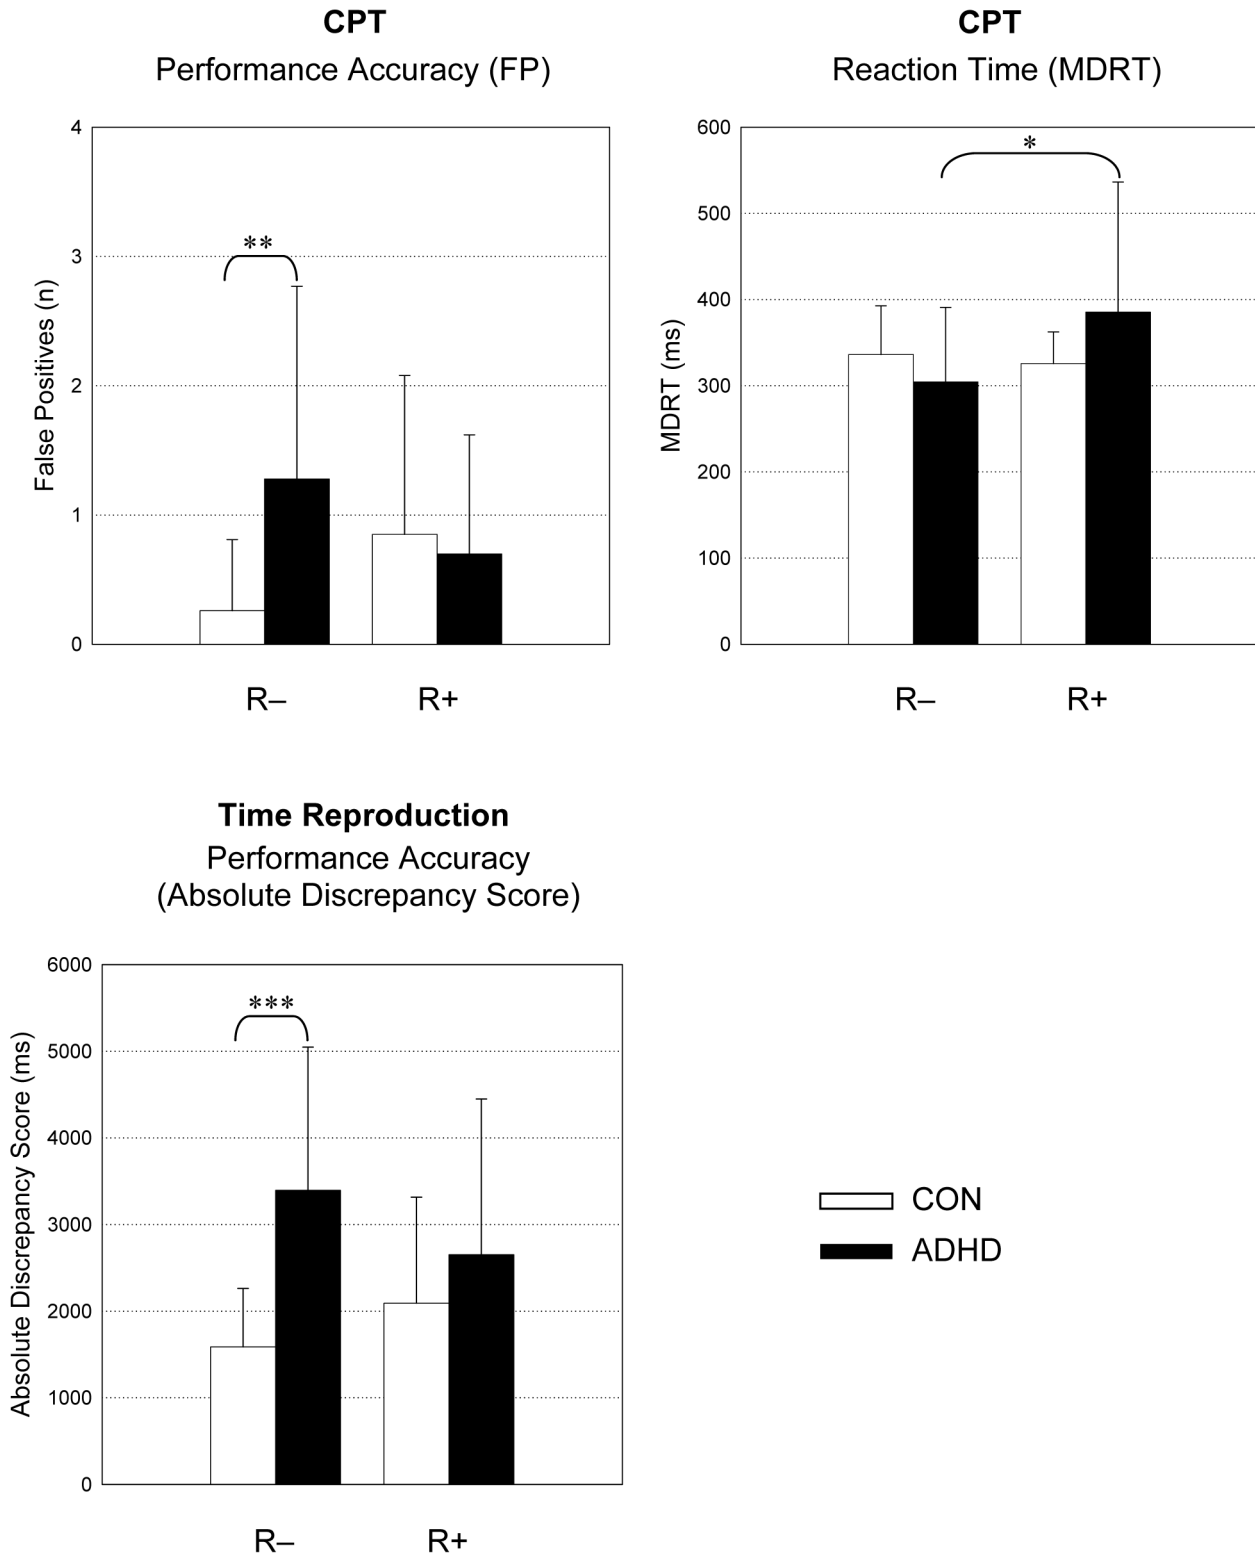 CPT
Performance Accuracy (FP)
4
3
2
1
0
False Positives (n)
**
R–
R+
CPT
Reaction Time (MDRT)
600
500
400
300
200
100
0
MDRT (ms)
*
R–
R+
Time Reproduction
Performance Accuracy
(Absolute Discrepancy Score)
6000
5000
4000
3000
2000
1000
0
Absolute Discrepancy Score (ms)
***
R–
R+
CON
ADHD